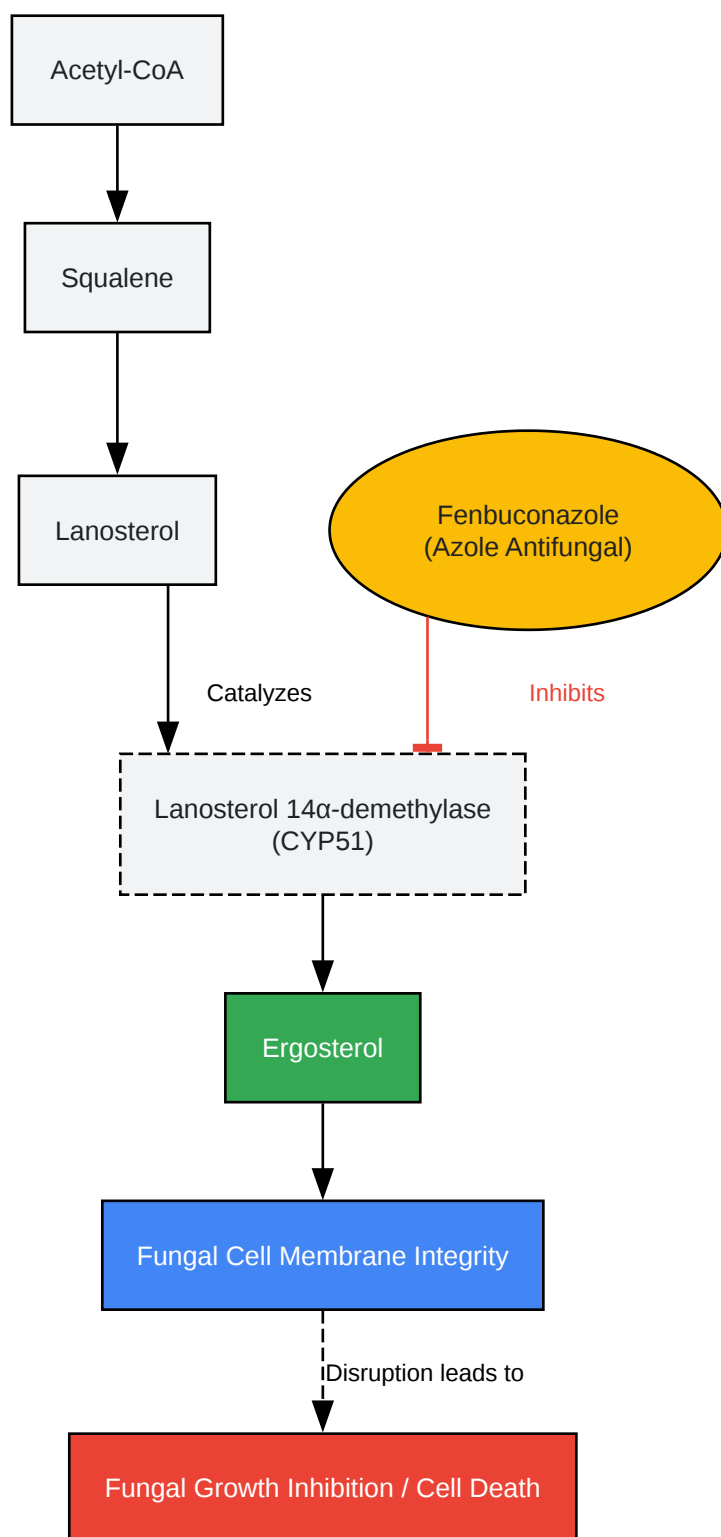 Acetyl-CoA
Squalene
Lanosterol
Fenbuconazole
(Azole Antifungal)
Catalyzes
Inhibits
Lanosterol 14α-demethylase
(CYP51)
Ergosterol
Fungal Cell Membrane Integrity
Disruption leads to
Fungal Growth Inhibition / Cell Death